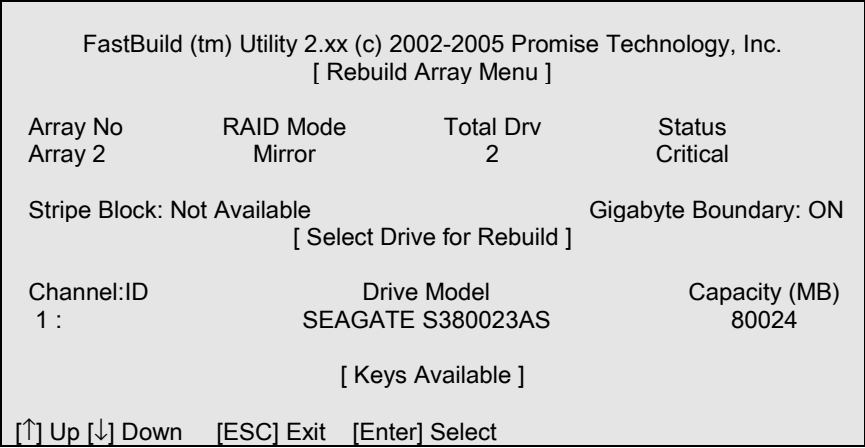 FastBuild (tm) Utility 2.xx (c) 2002-2005 Promise Technology, Inc.
[ Rebuild Array Menu ]
Array No RAID Mode Total Drv Status
Array 2 Mirror 2 Critical
Stripe Block: Not Available Gigabyte Boundary: ON
[ Select Drive for Rebuild ]
Channel:ID Drive Model Capacity (MB)
1 : SEAGATE S380023AS 80024
[ Keys Available ]
[↑] Up [↓] Down [ESC] Exit [Enter] Select